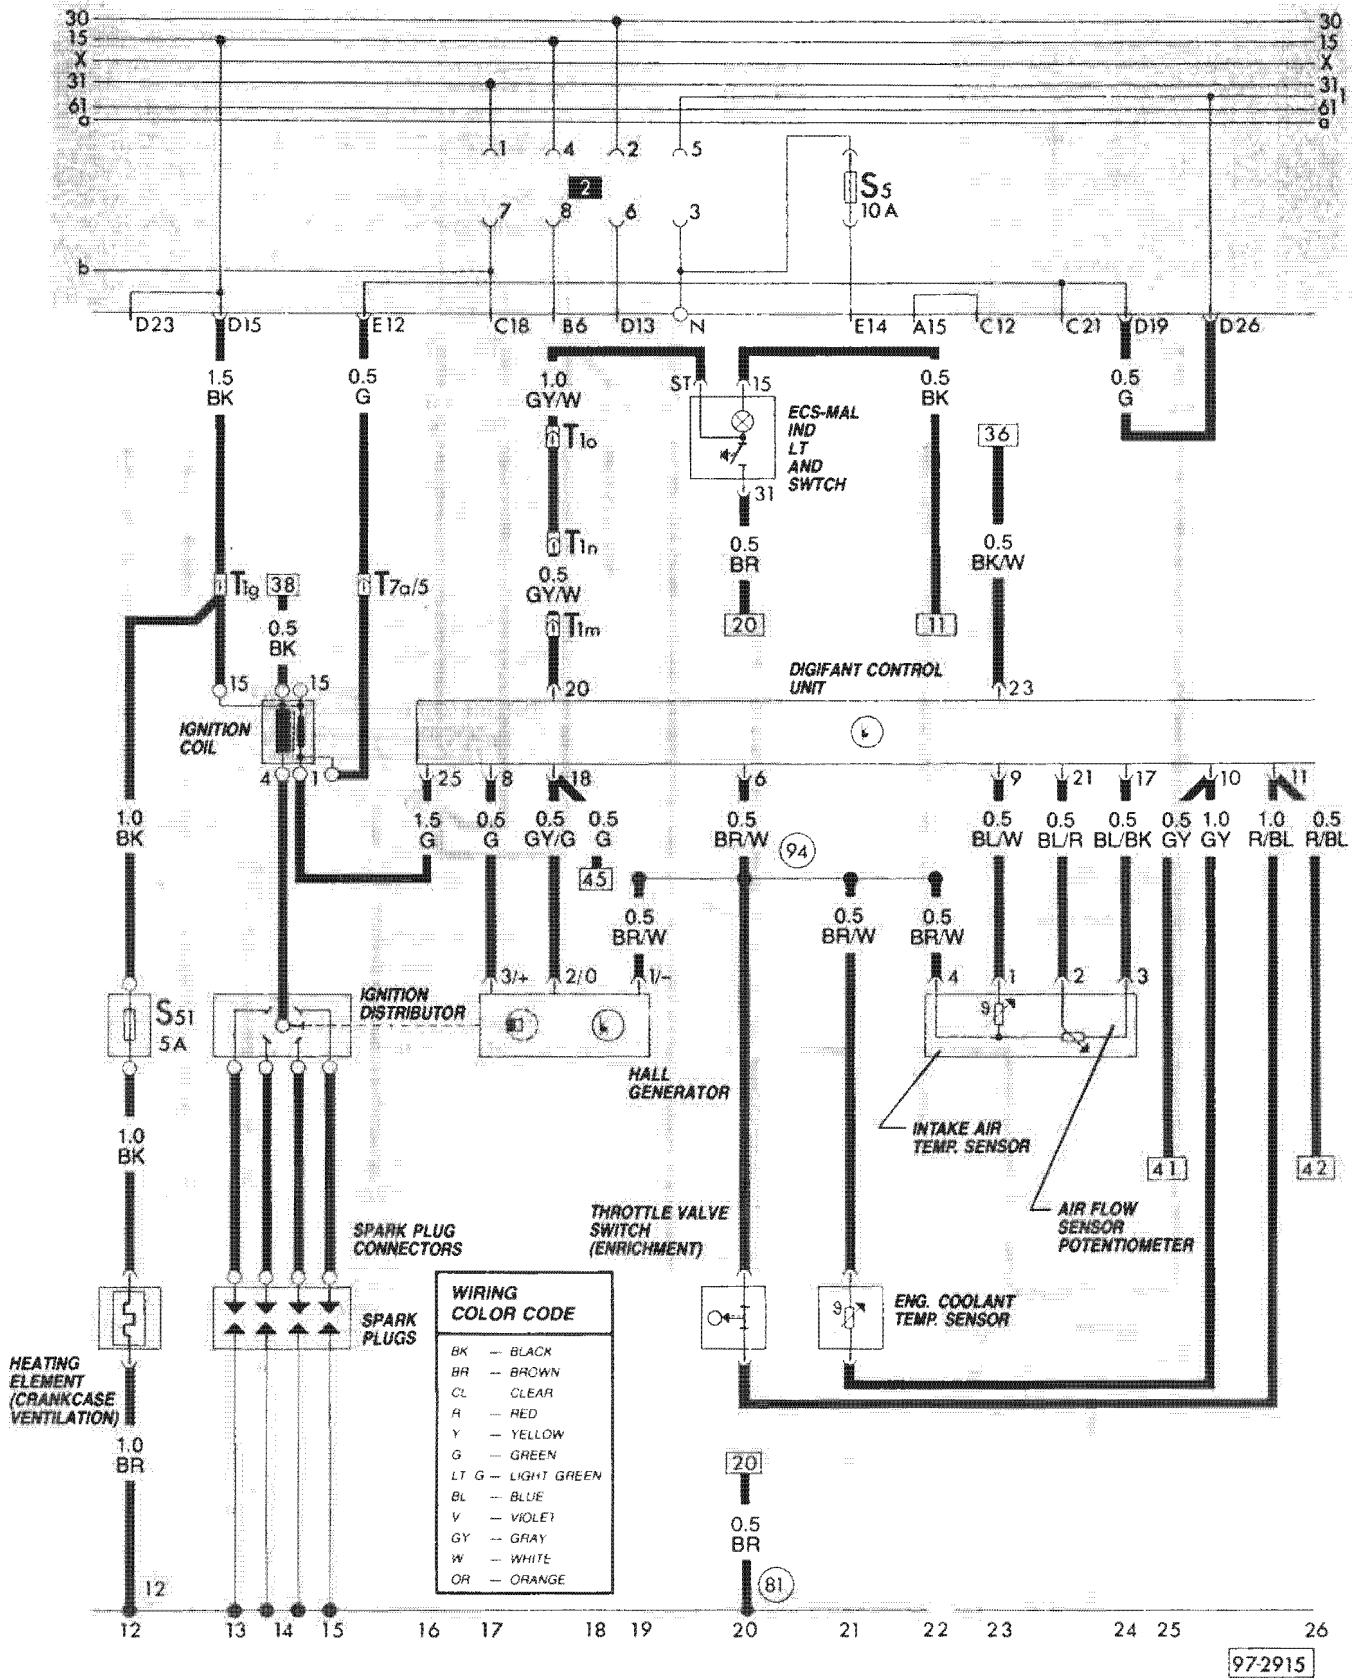 30 30
15 15
X X
31 31
61 61 1
a a
1 4 2 5
2
S5
10 A
7 8 6 3
b
D23 D15 E12 C18 B6 D13 N E14 A15 C12 C21 D19 D26
1.5
BK
0.5
G
1.0
GY/W
ST 15
0.5
BK
0.5
G
ECS-MAL
IND
LT
AND
SWTCH
T1o
36
31
T1n
0.5
BR
0.5
BK/W
T1g 38 T7a/5
0.5
GY/W
0.5
BK
T1m
20 11
15 15 20 23
DIGIFANT CONTROL
UNIT
IGNITION
COIL
4 1 25 8 18 6 9 21 17 10 11
1.0
BK
1.5
G
0.5
G
0.5
GY/G
0.5
G
0.5
BR/W
94
0.5
BL/W
0.5
BL/R
0.5
BL/BK
0.5
GY
1.0
GY
1.0
R/BL
0.5
R/BL
45
0.5
BR/W
0.5
BR/W
0.5
BR/W
3/+ 2/0 1/- 4 1 2 3
IGNITION
DISTRIBUTOR
S51
5A
HALL
GENERATOR
INTAKE AIR
TEMP. SENSOR
1.0
BK
41 42
THROTTLE VALVE
SWITCH
(ENRICHMENT)
AIR FLOW
SENSOR
POTENTIOMETER
SPARK PLUG
CONNECTORS
WIRING
COLOR CODE
BK — BLACK
BR — BROWN
CL CLEAR
R — RED
Y — YELLOW
G — GREEN
LT G — LIGHT GREEN
BL — BLUE
V — VIOLET
GY — GRAY
W — WHITE
OR — ORANGE
ENG. COOLANT
TEMP. SENSOR
SPARK
PLUGS
HEATING
ELEMENT
(CRANKCASE
VENTILATION)
1.0
BR
20
0.5
BR
12 81
12 13 14 15 16 17 18 19 20 21 22 23 24 25 26
97-2915